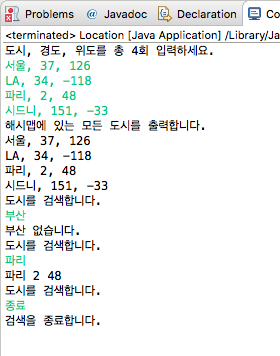 Problems @ Javadoc Declaration Co
<terminated> Location [Java Application] /Library/Ja
도시, 경도, 위도를 총 4회 입력하세요.
서울, 37, 126
LA, 34, -118
파리, 2, 48
시드니, 151, -33
해시맵에 있는 모든 도시를 출력합니다.
서울, 37, 126
LA, 34, -118
파리, 2, 48
시드니, 151, -33
도시를 검색합니다.
부산
부산 없습니다.
도시를 검색합니다.
파리
파리 2 48
도시를 검색합니다.
종료
검색을 종료합니다.